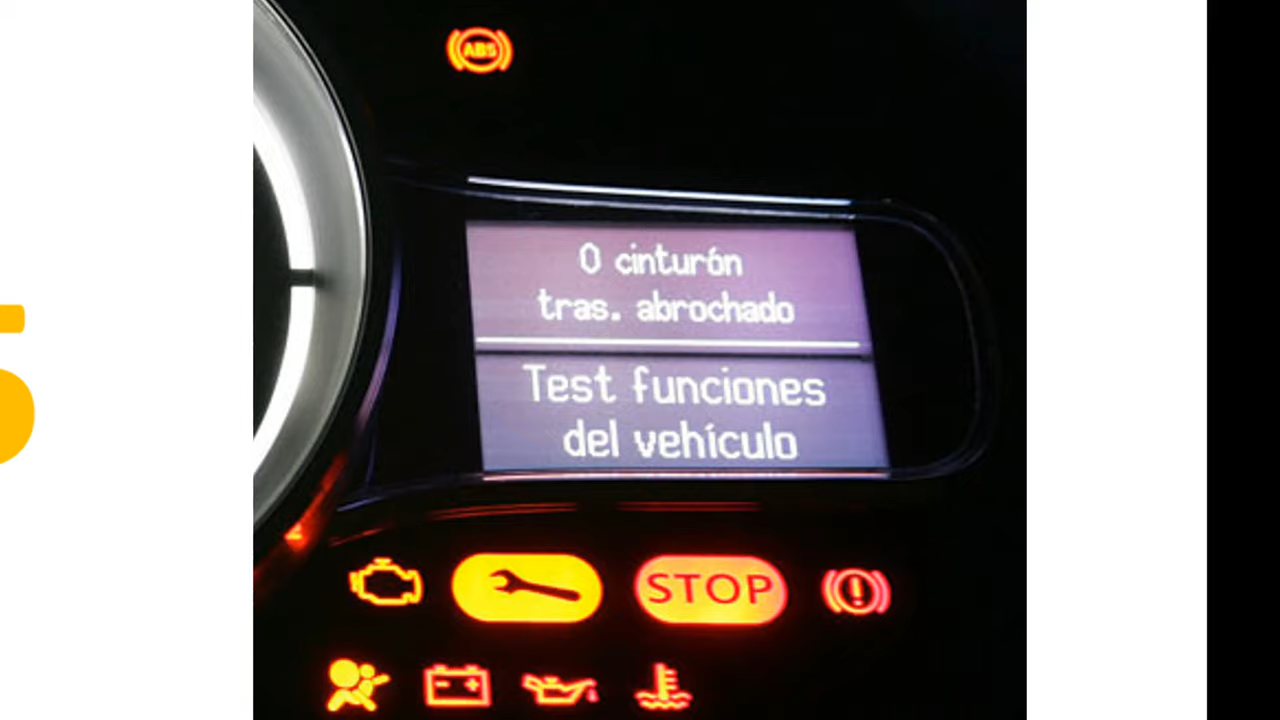 ABS
0 cinturón
tras. abrochado
Test funciones
del vehículo
STOP